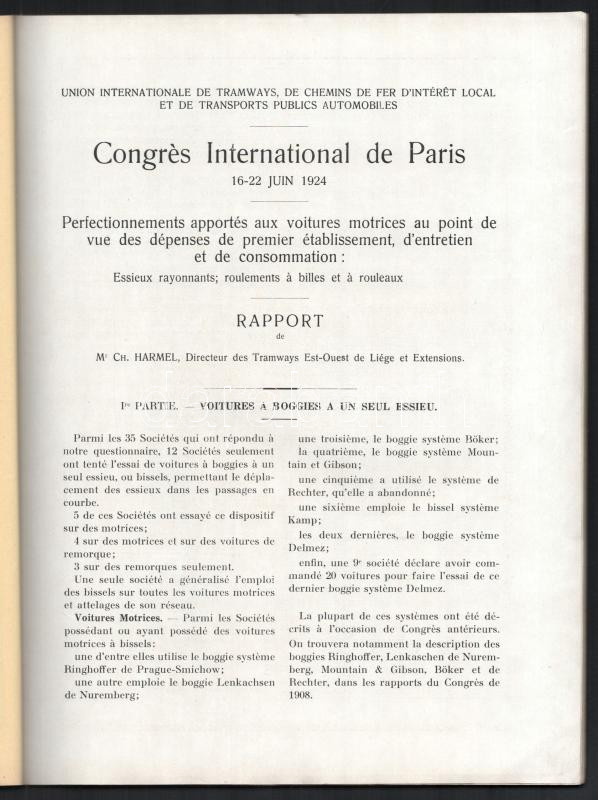 UNION INTERNATIONALE DE TRAMWAYS, DE CHEMINS DE FER D'INTÉRÊT LOCAL
ET DE TRANSPORTS PUBLICS AUTOMOBILES
Congrès International de Paris
16-22 JUIN 1924
Perfectionnements apportés aux voitures motrices au point de
vue des dépenses de premier établissement, d'entretien
et de consommation :
Essieux rayonnants; roulements à billes et à rouleaux
RAPPORT
de
Mr CH. HARMEL, Directeur des Tramways Est-Ouest de Liége et Extensions.
Ire PARTIE. — VOITURES A BOGGIES A UN SEUL ESSIEU.
Parmi les 35 Sociétés qui ont répondu à
notre questionnaire, 12 Sociétés seulement
ont tenté l'essai de voitures à boggies à un
seul essieu, ou bissels, permettant le dépla-
cement des essieux dans les passages en
courbe.
5 de ces Sociétés ont essayé ce dispositif
sur des motrices;
4 sur des motrices et sur des voitures de
remorque;
3 sur des remorques seulement.
Une seule société a généralisé l'emploi
des bissels sur toutes les voitures motrices
et attelages de son réseau.
Voitures Motrices. — Parmi les Sociétés
possédant ou ayant possédé des voitures
motrices à bissels:
une d'entre elles utilise le boggie système
Ringhoffer de Prague-Smichow;
une autre emploie le boggie Lenkachsen
de Nuremberg;
une troisième, le boggie système Böker;
la quatrième, le boggie système Moun-
tain et Gibson;
une cinquième a utilisé le système de
Rechter, qu'elle a abandonné;
une sixième emploie le bissel système
Kamp;
les deux dernières, le boggie système
Delmez;
enfin, une 9e société déclare avoir com-
mandé 20 voitures pour faire l'essai de ce
dernier boggie système Delmez.
La plupart de ces systèmes ont été dé-
crits à l'occasion de Congrès antérieurs.
On trouvera notamment la description des
boggies Ringhoffer, Lenkaschen de Nurem-
berg, Mountain & Gibson, Böker et de
Rechter, dans les rapports du Congrès de
1908.